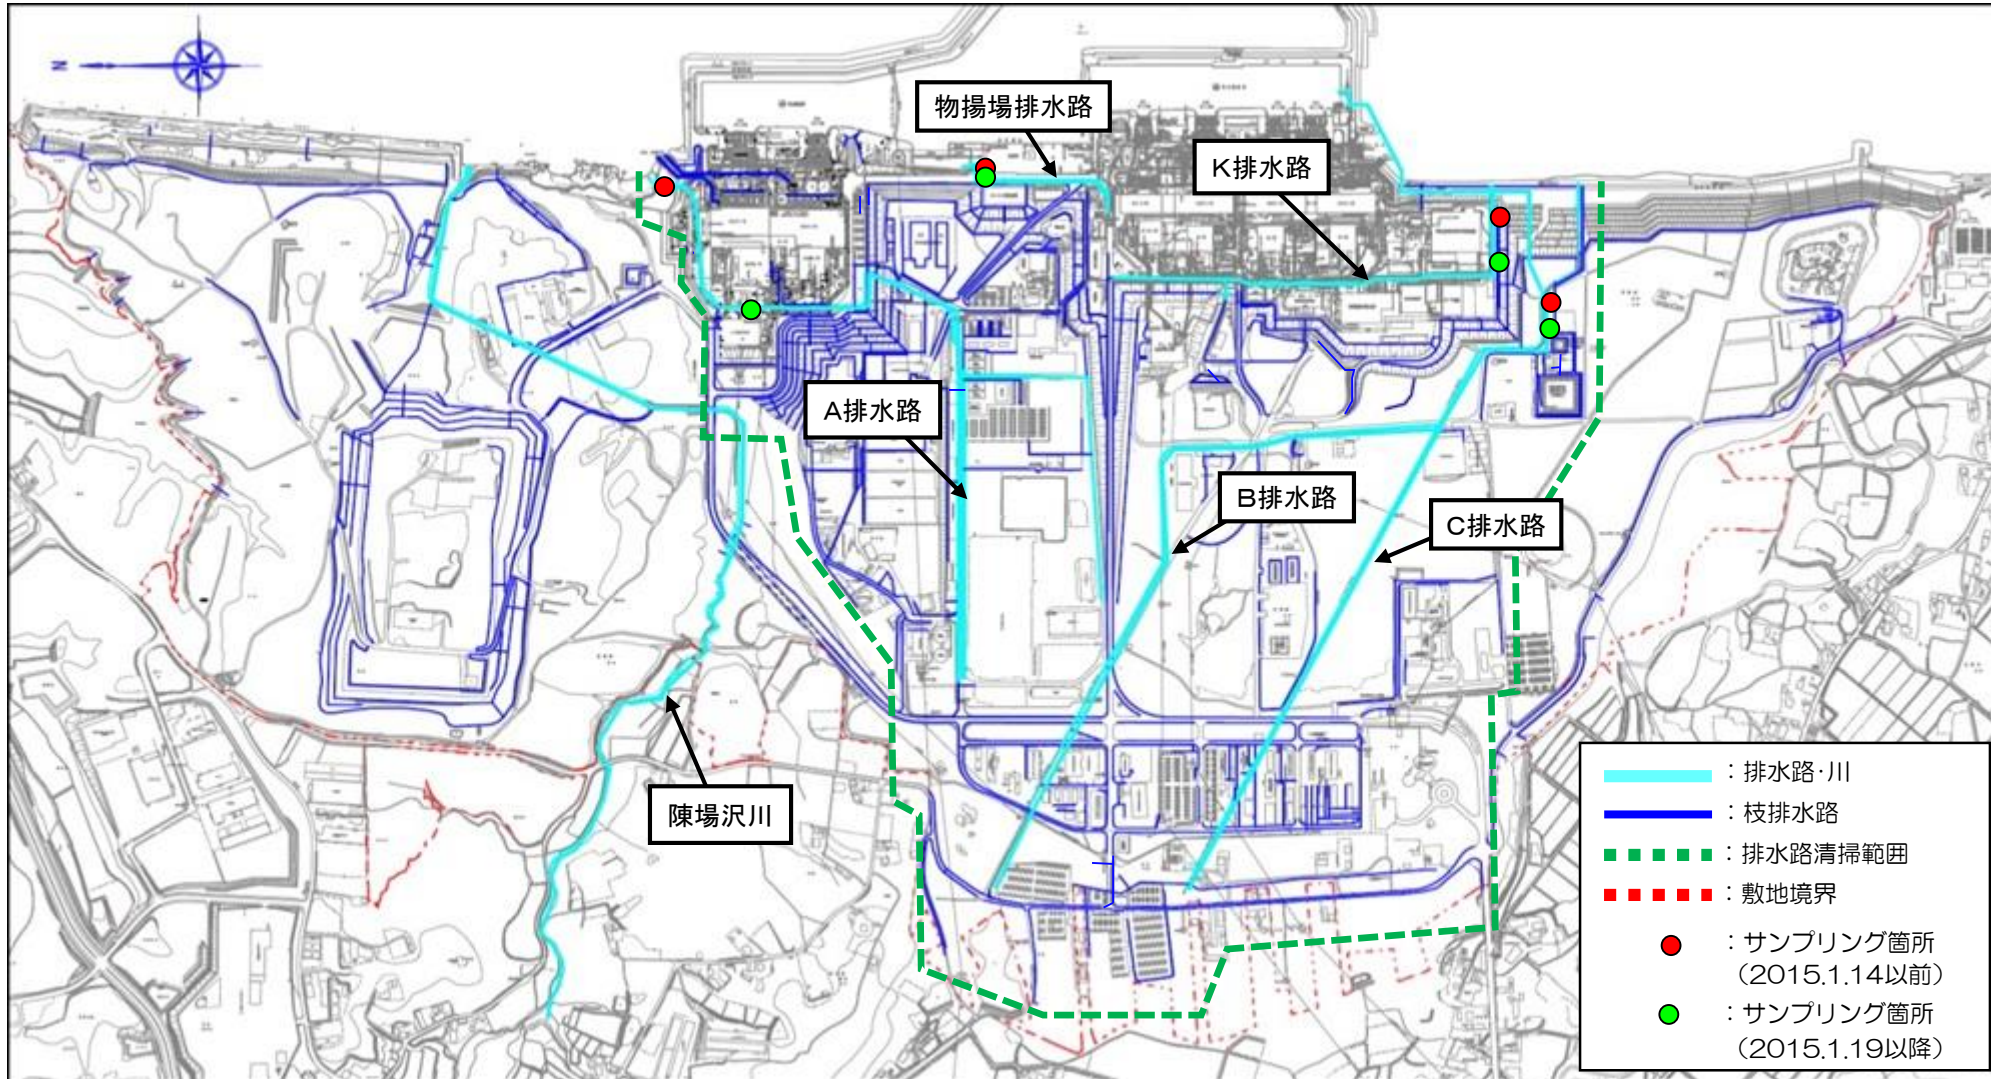 N
物揚場排水路
K排水路
A排水路
B排水路
C排水路
陳場沢川
：排水路・川
：枝排水路
：排水路清掃範囲
：敷地境界
：サンプリング箇所
（2015.1.14以前）
：サンプリング箇所
（2015.1.19以降）